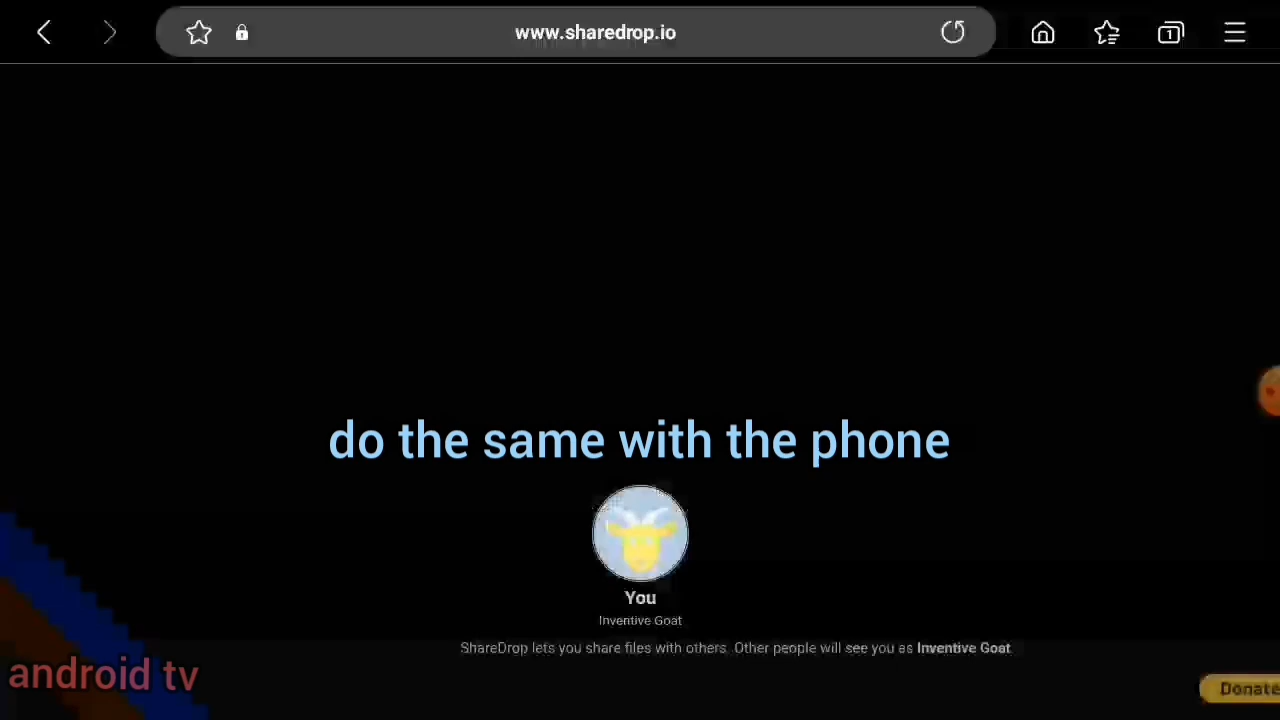 www.sharedrop.io
1
do the same with the phone
You
Inventive Goat
ShareDrop lets you share files with others. Other people will see you as Inventive Goat
android tv
Donate